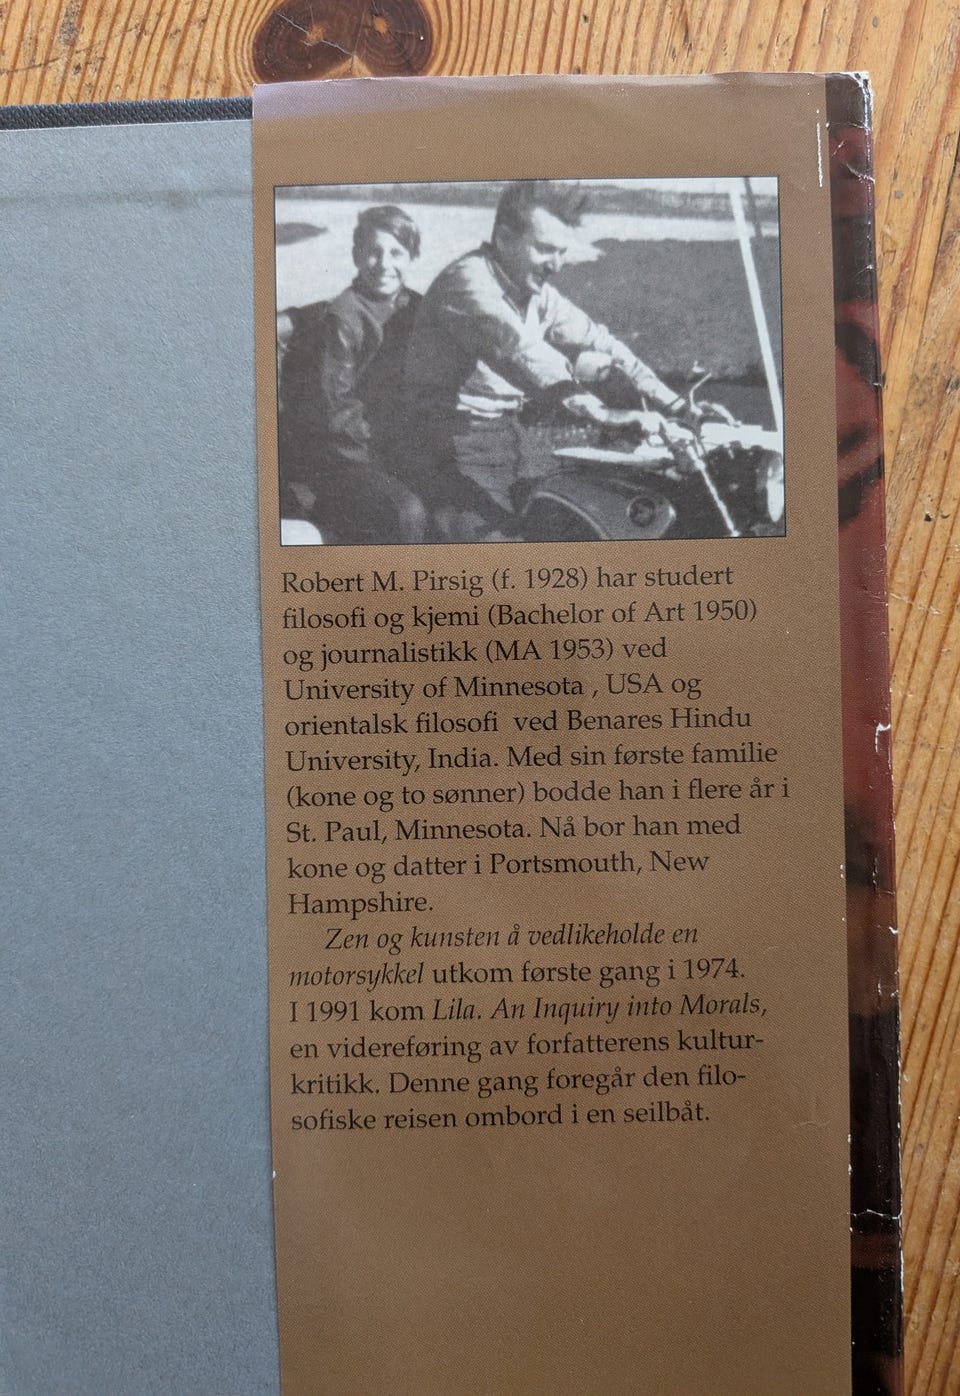 Robert M. Pirsig (f. 1928) har studert
filosofi og kjemi (Bachelor of Art 1950)
og journalistikk (MA 1953) ved
University of Minnesota , USA og
orientalsk filosofi ved Benares Hindu
University, India. Med sin første familie
(kone og to sønner) bodde han i flere år i
St. Paul, Minnesota. Nå bor han med
kone og datter i Portsmouth, New
Hampshire.
Zen og kunsten å vedlikeholde en
motorsykkel utkom første gang i 1974.
I 1991 kom Lila. An Inquiry into Morals,
en videreføring av forfatterens kultur-
kritikk. Denne gang foregår den filo-
sofiske reisen ombord i en seilbåt.